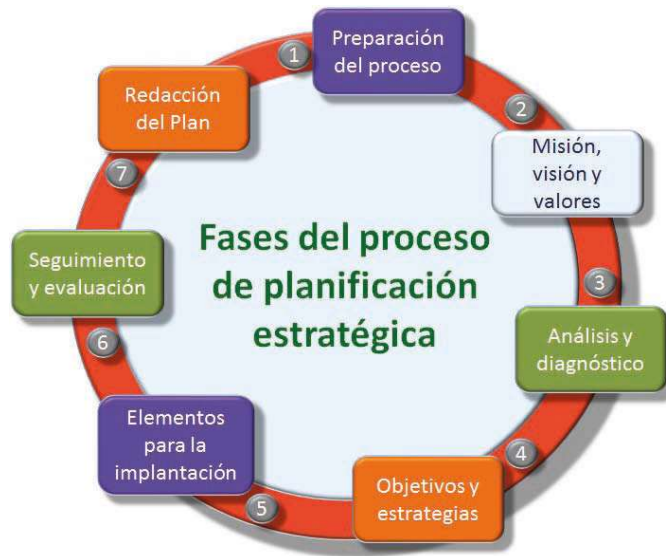 1
Preparación
del proceso
2
Misión,
visión y
valores
3
Análisis y
diagnóstico
4
Objetivos y
estrategias
5
Elementos
para la
implantación
6
Seguimiento
y evaluación
7
Redacción
del Plan
Fases del proceso
de planificación
estratégica